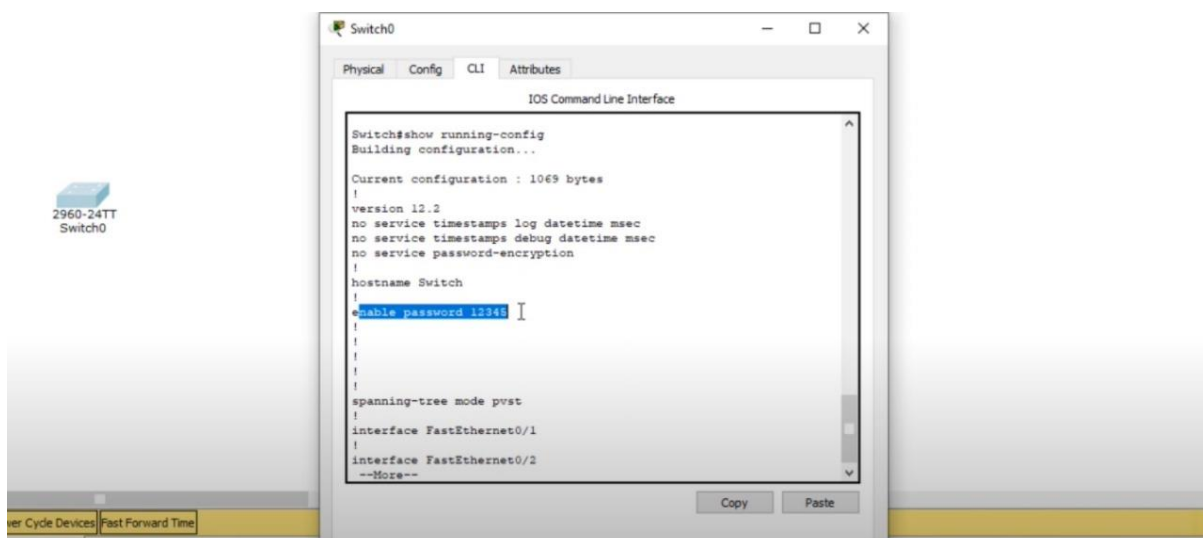 Switch0
Physical Config CLI Attributes
IOS Command Line Interface
Switch#show running-config
Building configuration...
Current configuration : 1069 bytes
!
version 12.2
no service timestamps log datetime msec
no service timestamps debug datetime msec
no service password-encryption
!
hostname Switch
!
enable password 12345
!
!
!
!
!
spanning-tree mode pvst
!
interface FastEthernet0/1
!
interface FastEthernet0/2
--More--
Copy Paste
2960-24TT
Switch0
Cycle Devices Fast Forward Time